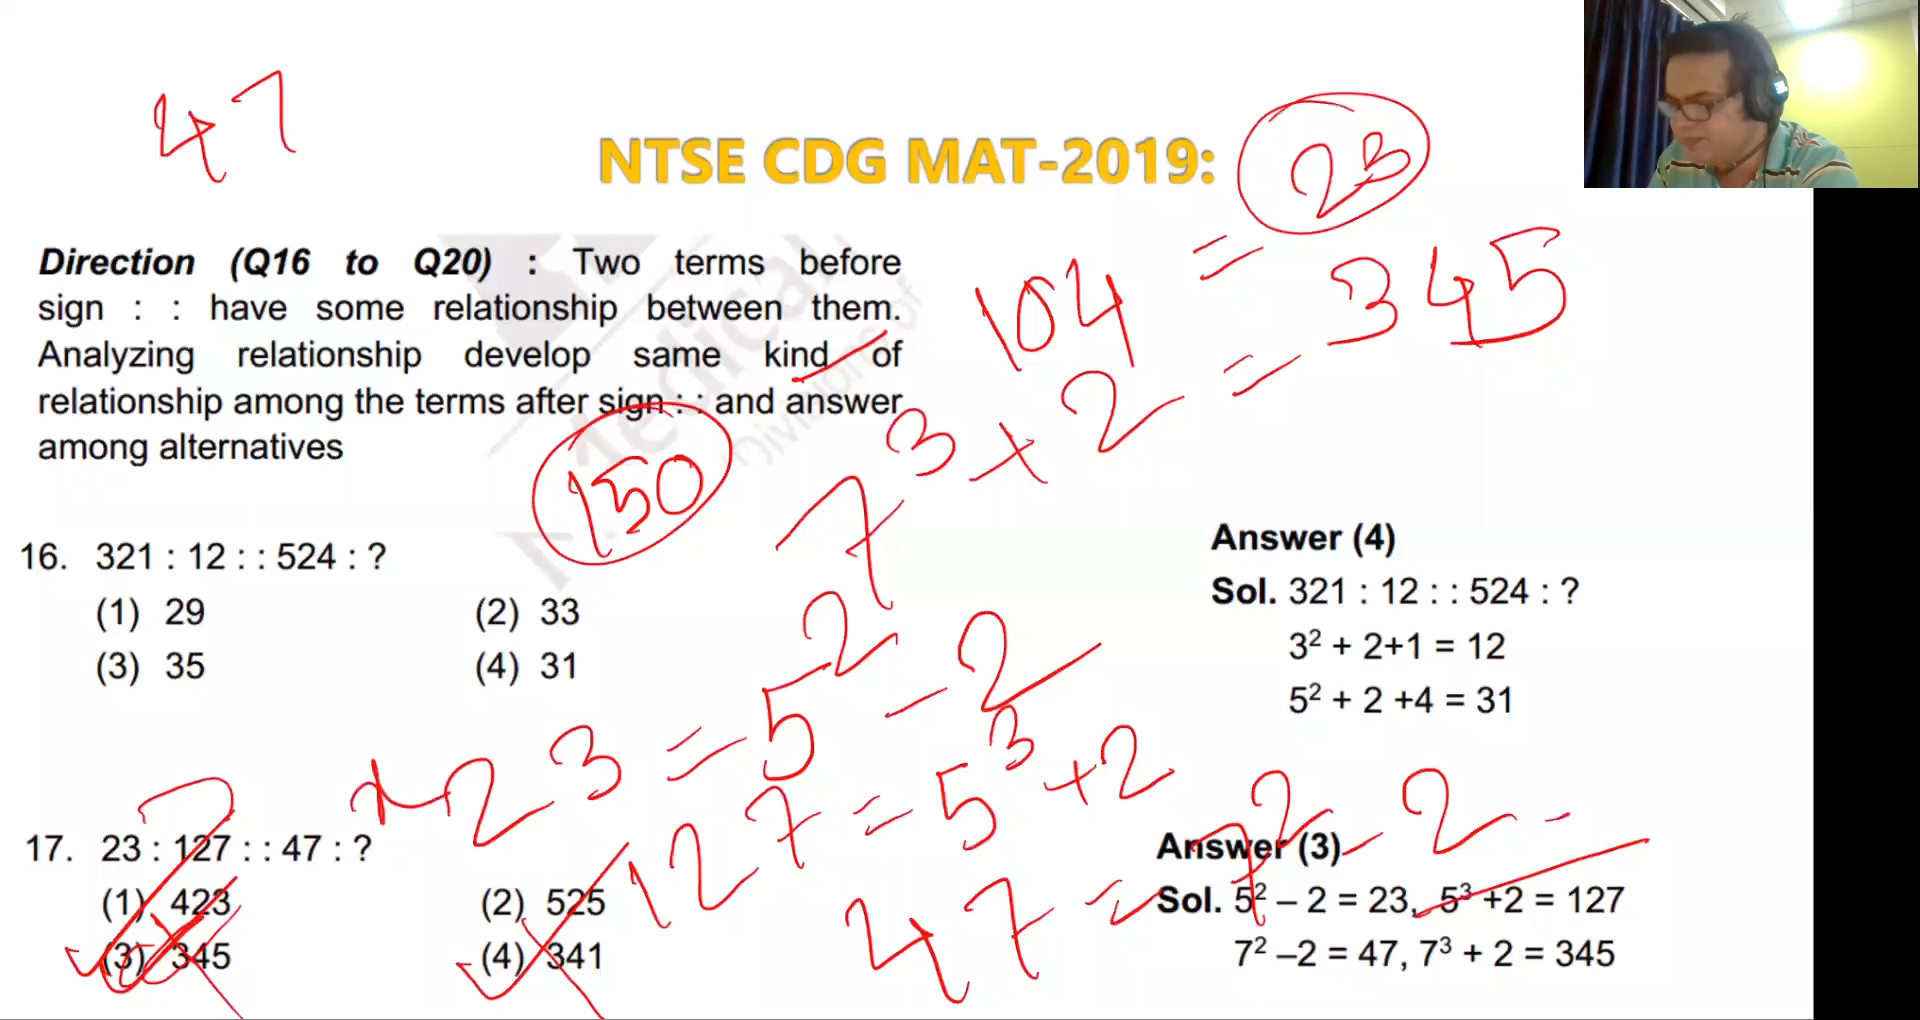 47
NTSE CDG MAT-2019:
23
Direction (Q16 to Q20) : Two terms before
sign : : have some relationship between them.
Analyzing relationship develop same kind of
relationship among the terms after sign : : and answer
among alternatives
104 =
7³ + 2 = 345
150
16. 321 : 12 : : 524 : ?
(1) 29 (2) 33
(3) 35 (4) 31
Answer (4)
Sol. 321 : 12 : : 524 : ?
3² + 2+1 = 12
5² + 2 +4 = 31
23 = 5² - 2
127 = 5³ + 2
47 = 7² - 2
17. 23 : 127 : : 47 : ?
(1) 423 (2) 525
(3) 345 (4) 341
Answer (3)
Sol. 5² – 2 = 23, 5³ +2 = 127
7² –2 = 47, 7³ + 2 = 345
Medical
Division of